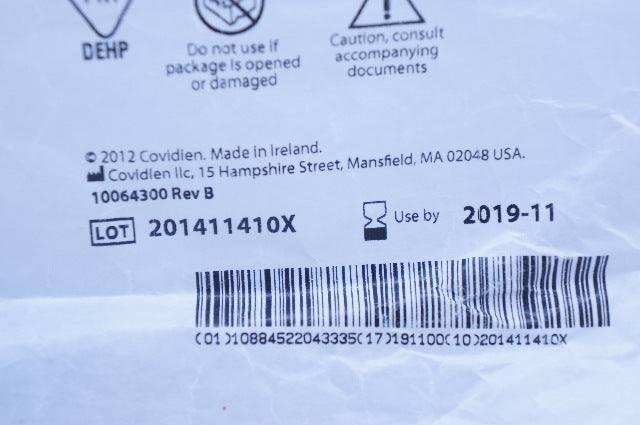 DEHP
Do not use if
package is opened
or damaged
Caution, consult
accompanying
documents
© 2012 Covidien. Made in Ireland.
Covidien llc, 15 Hampshire Street, Mansfield, MA 02048 USA.
10064300 Rev B
LOT 201411410X
Use by 2019-11
(01)10884522043335(17)191100(10)201411410X